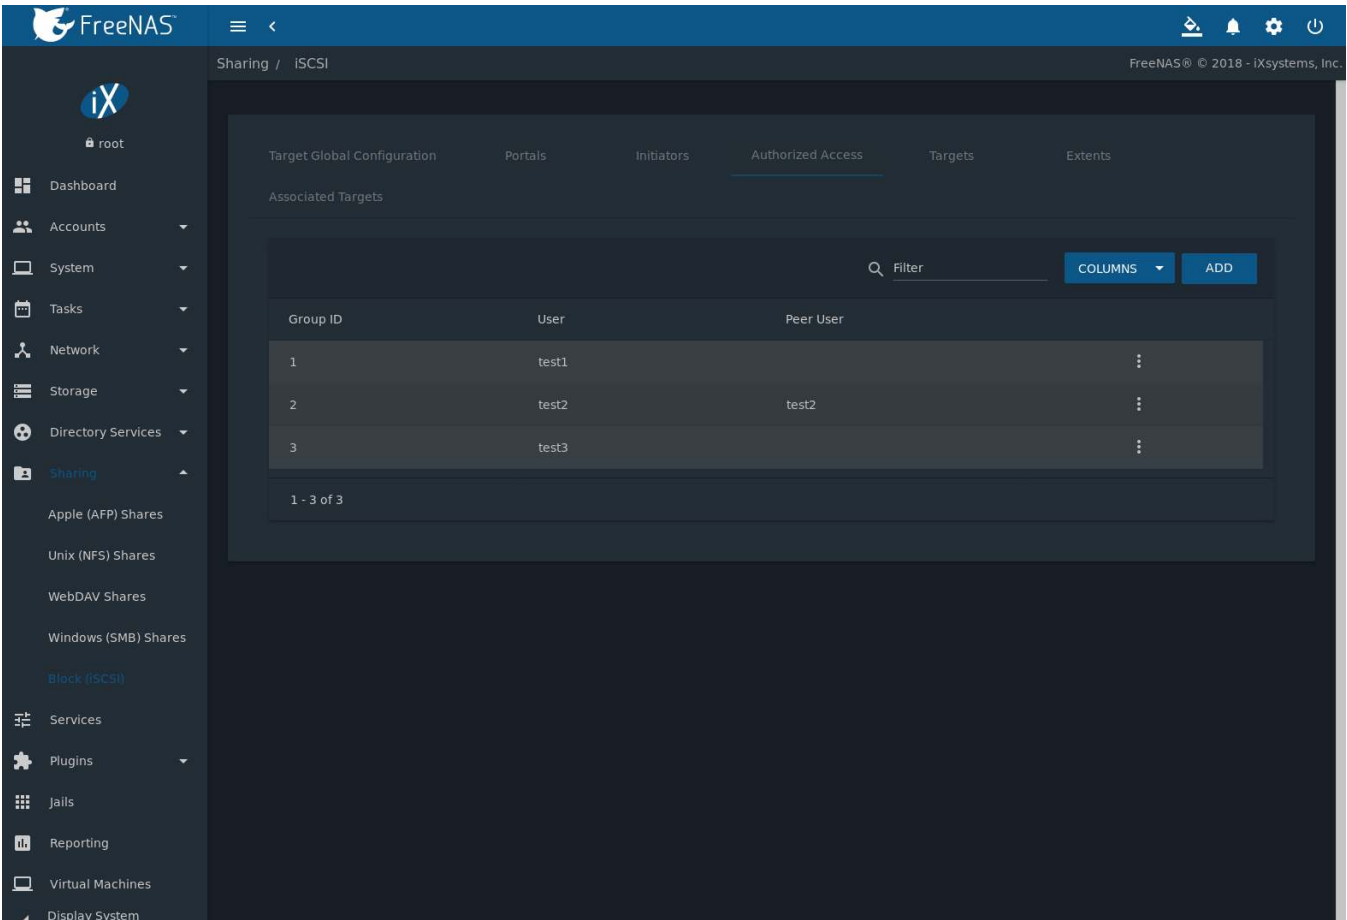 FreeNAS
Sharing / iSCSI
FreeNAS® © 2018 - iXsystems, Inc.
iX
root
Dashboard
Accounts
System
Tasks
Network
Storage
Directory Services
Sharing
Apple (AFP) Shares
Unix (NFS) Shares
WebDAV Shares
Windows (SMB) Shares
Block (iSCSI)
Services
Plugins
Jails
Reporting
Virtual Machines
Display System
Target Global Configuration Portals Initiators Authorized Access Targets Extents
Associated Targets
Filter COLUMNS ADD
Group ID User Peer User
1 test1
2 test2 test2
3 test3
1 - 3 of 3